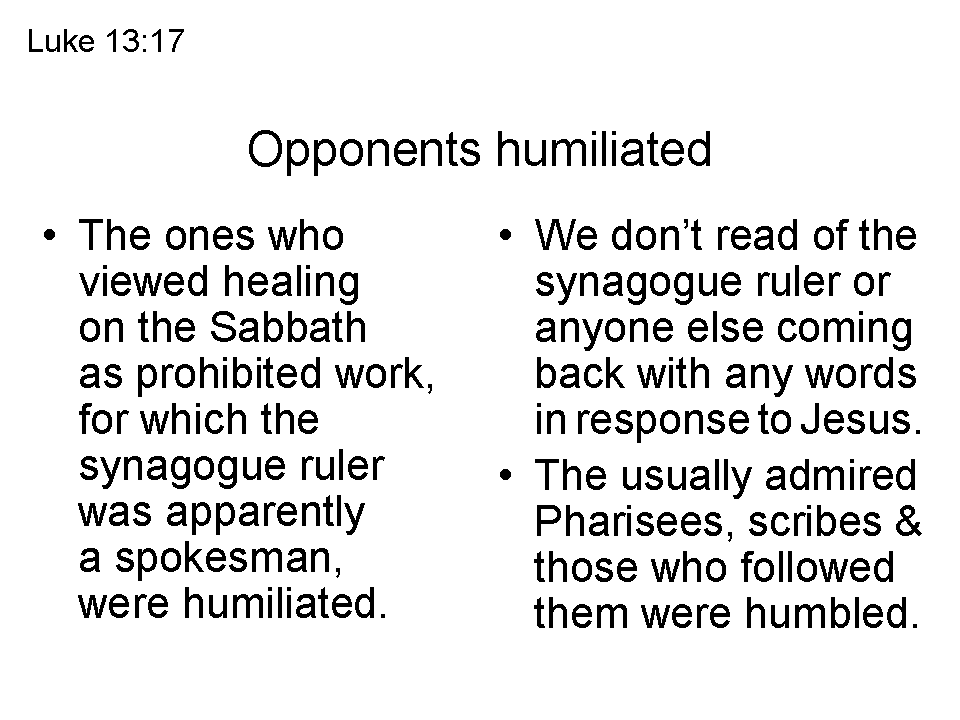 Luke 13:17
Opponents humiliated
• The ones who
viewed healing
on the Sabbath
as prohibited work,
for which the
synagogue ruler
was apparently
a spokesman,
were humiliated.
• We don’t read of the
synagogue ruler or
anyone else coming
back with any words
in response to Jesus.
• The usually admired
Pharisees, scribes &
those who followed
them were humbled.